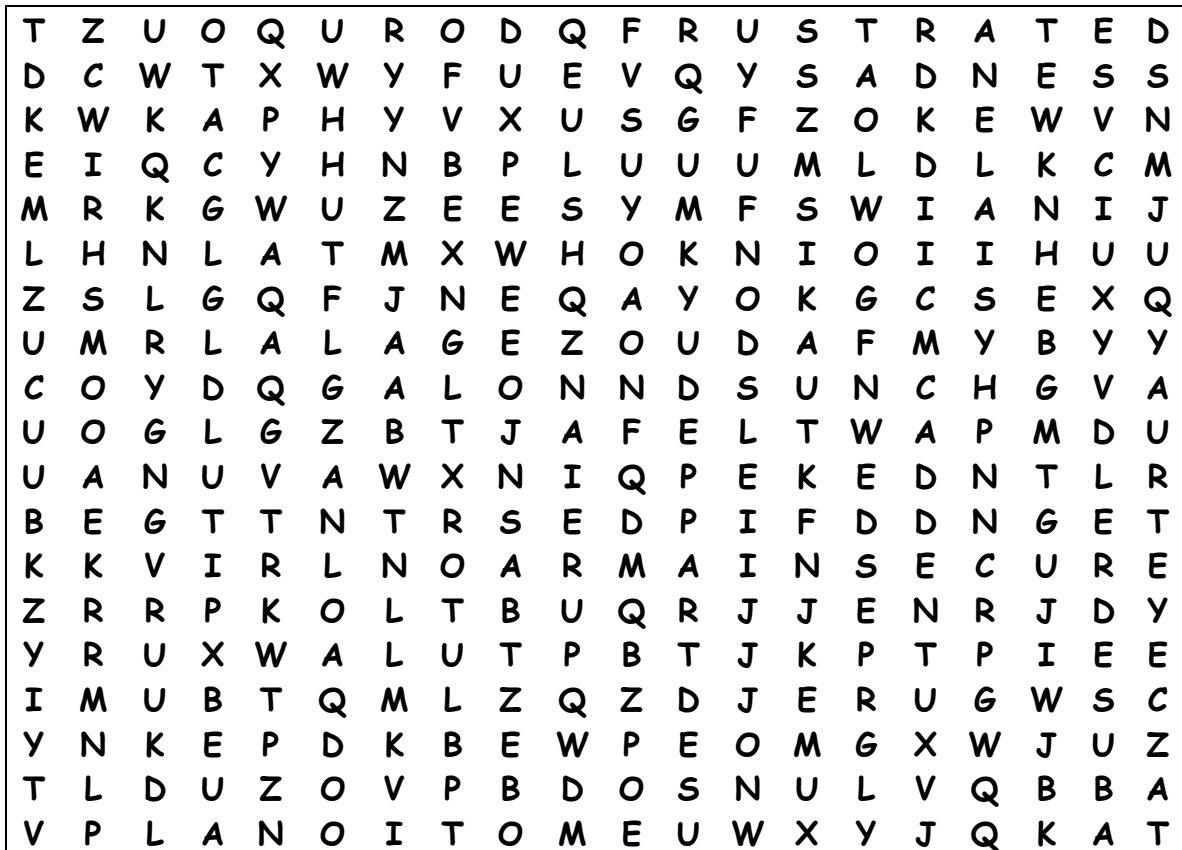 T Z U O Q U R O D Q F R U S T R A T E D
D C W T X W Y F U E V Q Y S A D N E S S
K W K A P H Y V X U S G F Z O K E W V N
E I Q C Y H N B P L U U U M L D L K C M
M R K G W U Z E E S Y M F S W I A N I J
L H N L A T M X W H O K N I O I I H U U
Z S L G Q F J N E Q A Y O K G C S E X Q
U M R L A L A G E Z O U D A F M Y B Y Y
C O Y D Q G A L O N N D S U N C H G V A
U O G L G Z B T J A F E L T W A P M D U
U A N U V A W X N I Q P E K E D N T L R
B E G T T N T R S E D P I F D D N G E T
K K V I R L N O A R M A I N S E C U R E
Z R R P K O L T B U Q R J J E N R J D Y
Y R U X W A L U T P B T J K P T P I E E
I M U B T Q M L Z Q Z D J E R U G W S C
Y N K E P D K B E W P E O M G X W J U Z
T L D U Z O V P B D O S N U L V Q B B A
V P L A N O I T O M E U W X Y J Q K A T